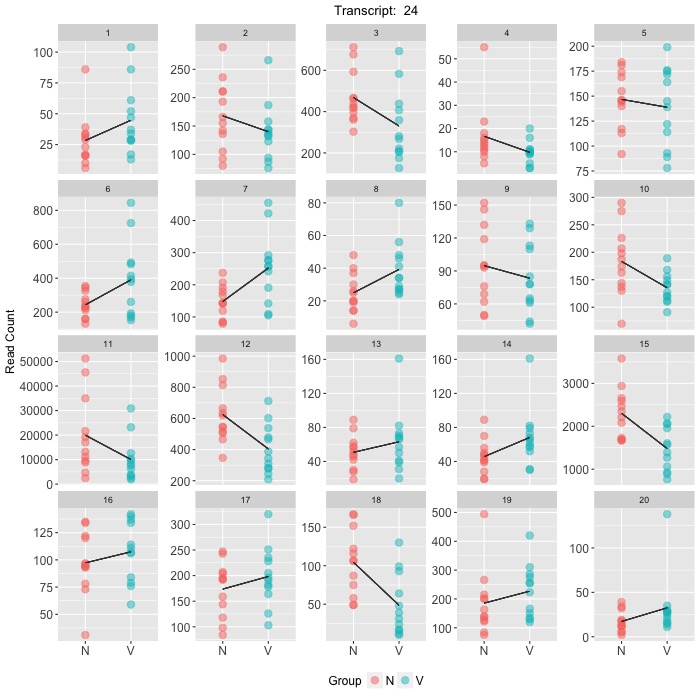 Transcript: 24
1 2 3 4 5
100 75 50 25
250 200 150 100
600 400 200
50 40 30 20 10
200 175 150 125 100 75
6 7 8 9 10
800 600 400 200
400 300 200 100
80 60 40 20
150 120 90 60
300 250 200 150 100
Read Count
11 12 13 14 15
50000 40000 30000 20000 10000 0
1000 800 600 400 200
160 120 80 40
160 120 80 40
3000 2000 1000
16 17 18 19 20
125 100 75 50
300 250 200 150 100
150 100 50
500 400 300 200 100
100 50 0
N V N V N V N V N V
Group N V